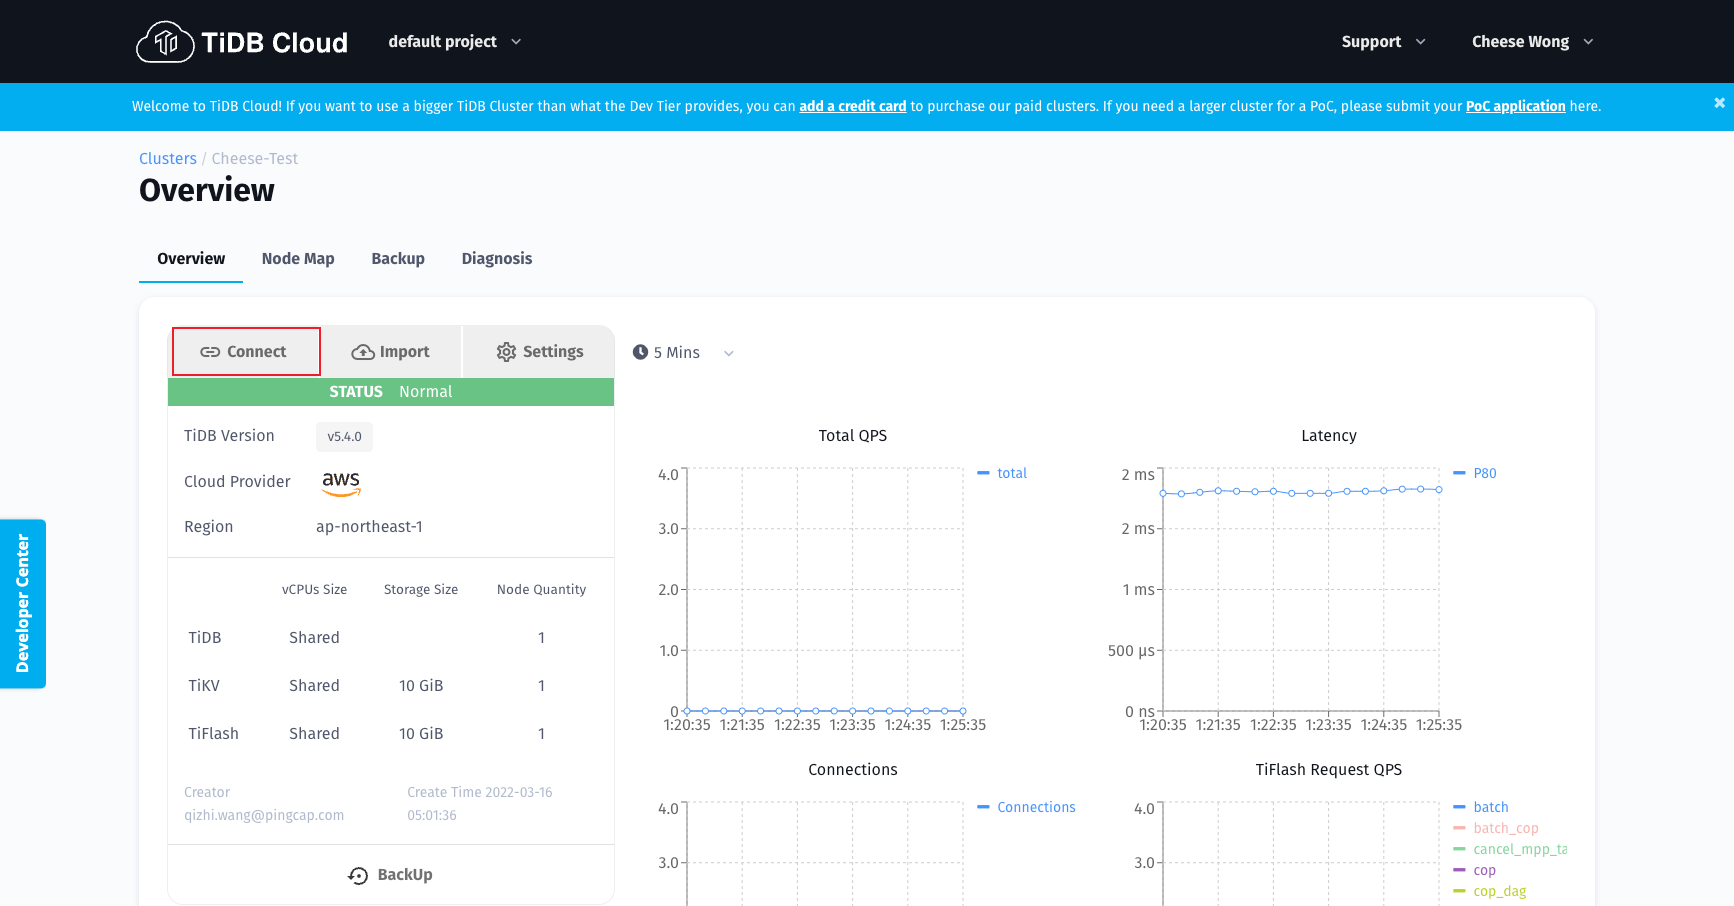 TiDB Cloud default project Support Cheese Wong
Welcome to TiDB Cloud! If you want to use a bigger TiDB Cluster than what the Dev Tier provides, you can add a credit card to purchase our paid clusters. If you need a larger cluster for a PoC, please submit your PoC application here.
Clusters / Cheese-Test
Overview
Overview Node Map Backup Diagnosis
Connect Import Settings
5 Mins
STATUS Normal
TiDB Version v5.4.0
Cloud Provider aws
Region ap-northeast-1
vCPUs Size Storage Size Node Quantity
TiDB Shared 1
TiKV Shared 10 GiB 1
TiFlash Shared 10 GiB 1
Creator
qizhi.wang@pingcap.com
Create Time 2022-03-16
05:01:36
BackUp
Developer Center
Total QPS
4.0
3.0
2.0
1.0
0
1:20:35 1:21:35 1:22:35 1:23:35 1:24:35 1:25:35
total
Latency
2 ms
2 ms
1 ms
500 µs
0 ns
1:20:35 1:21:35 1:22:35 1:23:35 1:24:35 1:25:35
P80
Connections
4.0
3.0
Connections
TiFlash Request QPS
4.0
3.0
batch
batch_cop
cancel_mpp_ta
cop
cop_dag